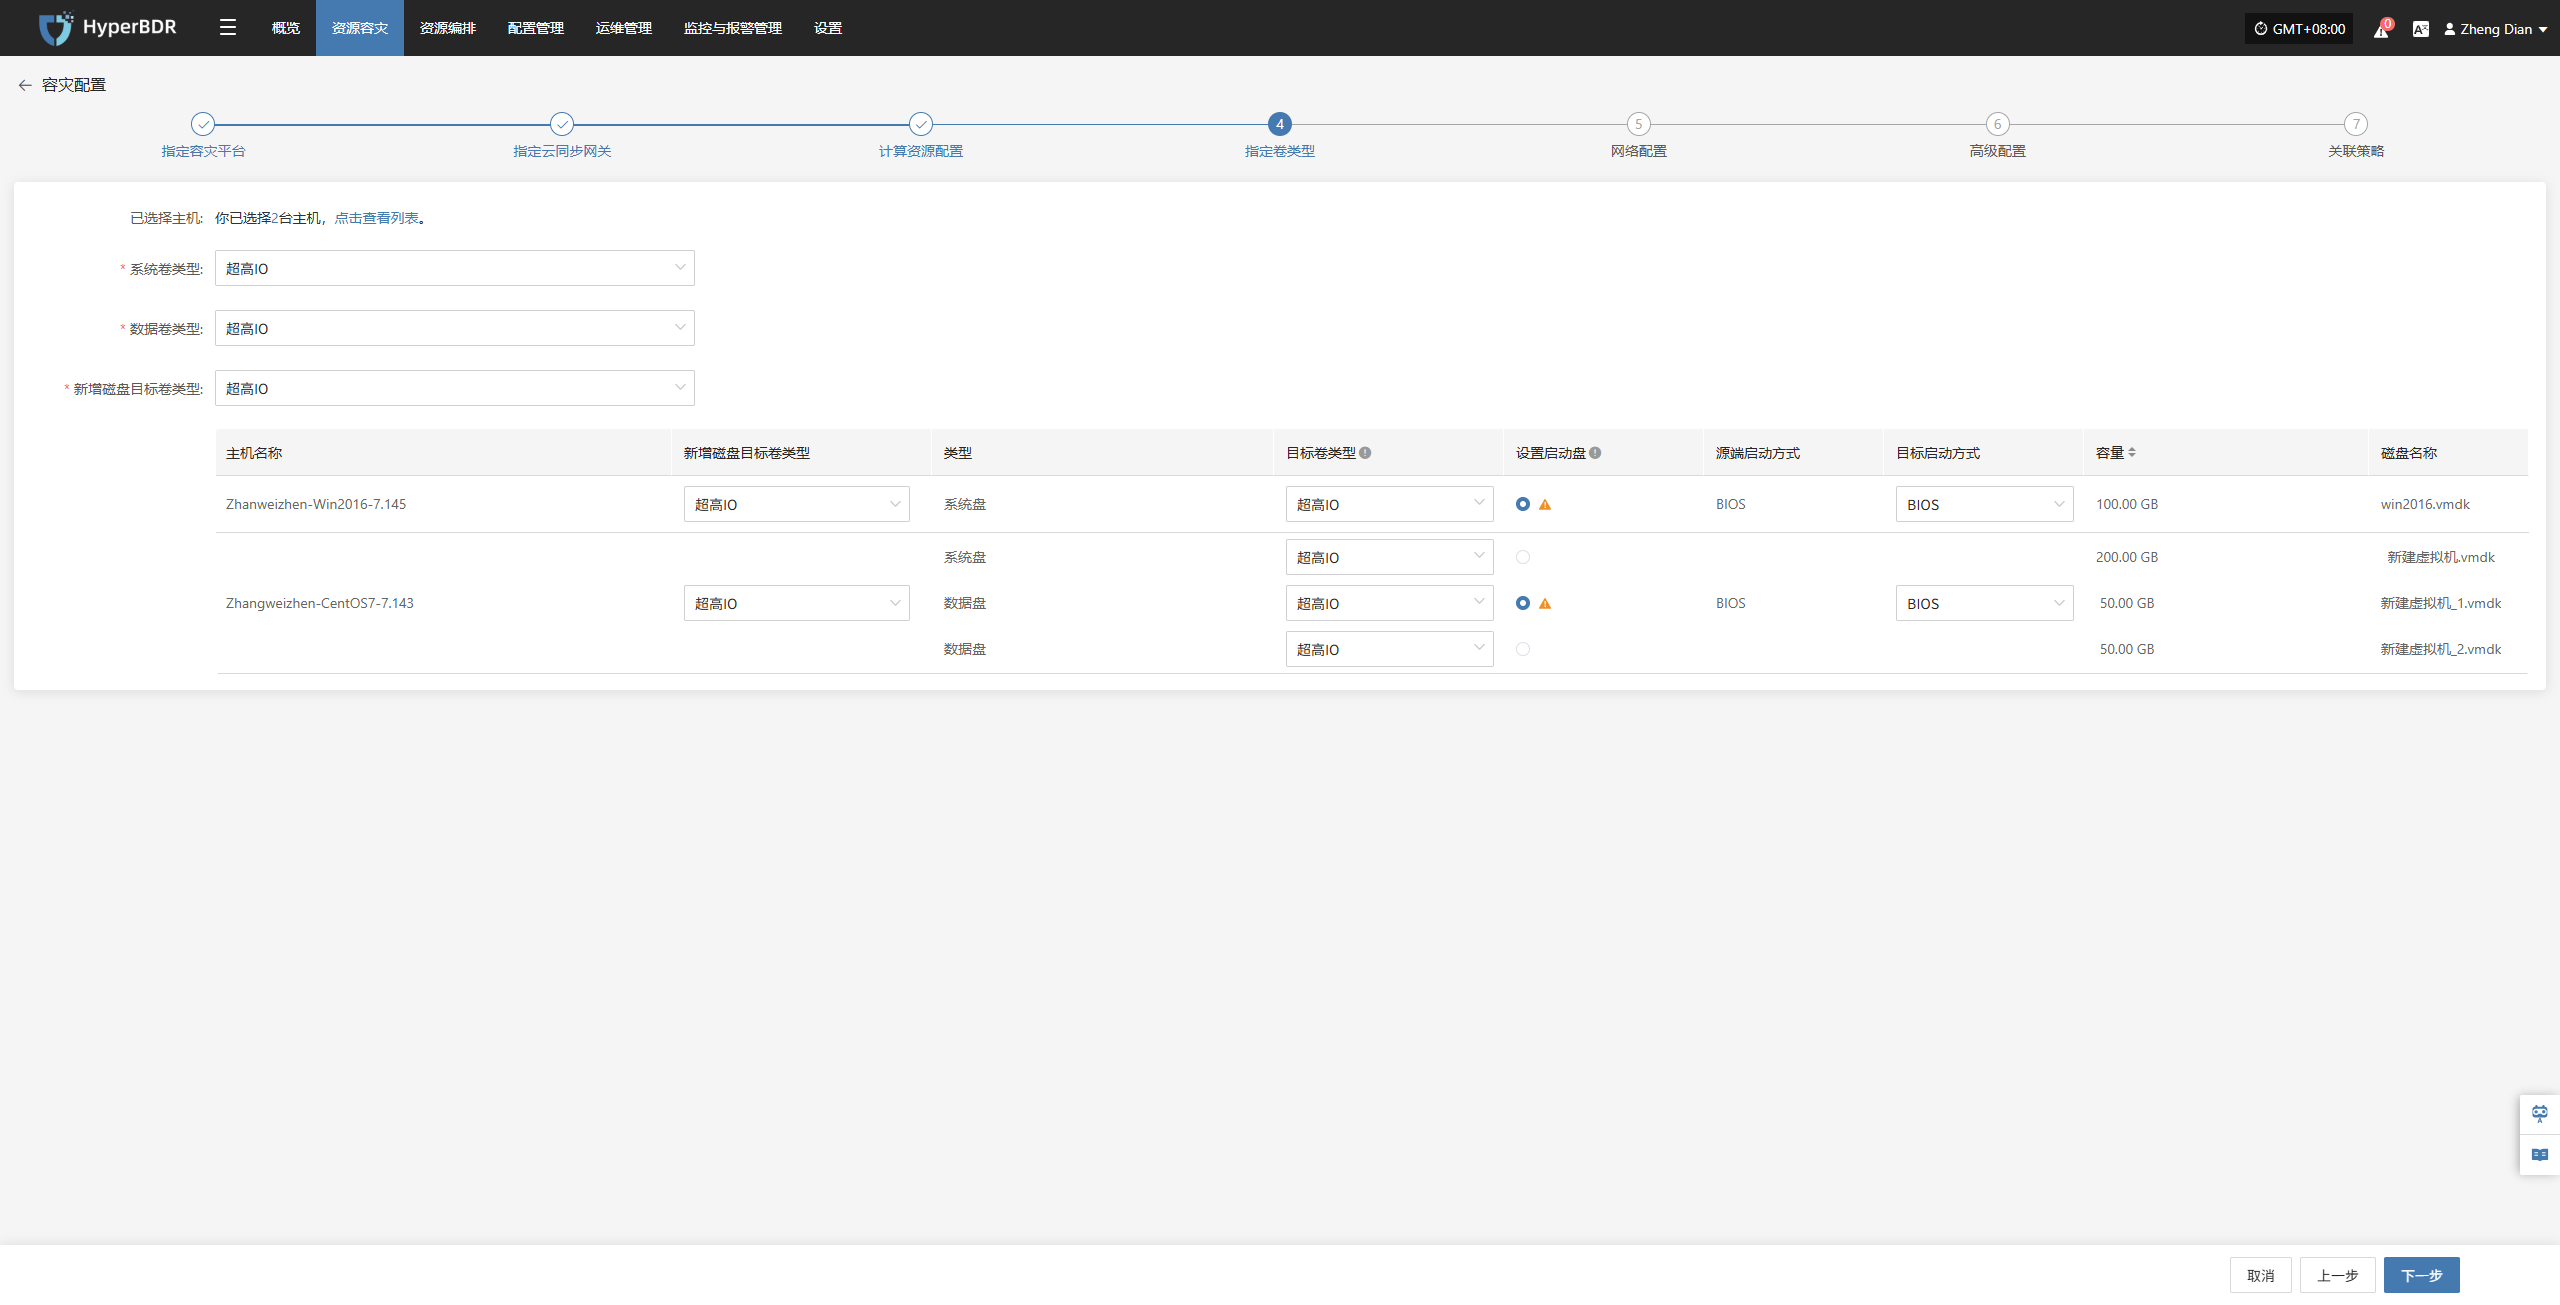 HyperBDR 概览 资源容灾 资源编排 配置管理 运维管理 监控与报警管理 设置 GMT+08:00 0 Zheng Dian
容灾配置
4 5 6 7
指定容灾平台 指定云同步网关 计算资源配置 指定卷类型 网络配置 高级配置 关联策略
已选择主机: 你已选择2台主机，点击查看列表。
* 系统卷类型: 超高IO
* 数据卷类型: 超高IO
* 新增磁盘目标卷类型: 超高IO
主机名称 新增磁盘目标卷类型 类型 目标卷类型 设置启动盘 源端启动方式 目标启动方式 容量 磁盘名称
Zhanweizhen-Win2016-7.145 超高IO 系统盘 超高IO BIOS BIOS 100.00 GB win2016.vmdk
系统盘 超高IO 200.00 GB 新建虚拟机.vmdk
Zhangweizhen-CentOS7-7.143 超高IO 数据盘 超高IO BIOS BIOS 50.00 GB 新建虚拟机_1.vmdk
数据盘 超高IO 50.00 GB 新建虚拟机_2.vmdk
取消 上一步 下一步